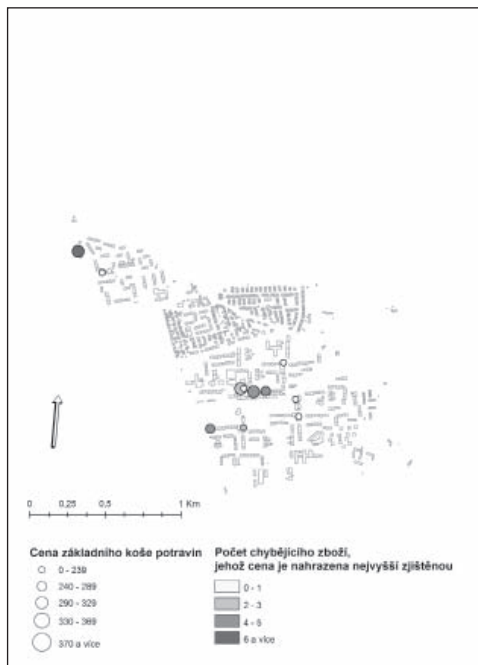 0 0,25 0,5 1 Km
Cena základního koše potravin
0 - 239
240 - 289
290 - 329
330 - 369
370 a více
Počet chybějícího zboží,
jehož cena je nahrazena nejvyšší zjištěnou
0 - 1
2 - 3
4 - 5
6 a více